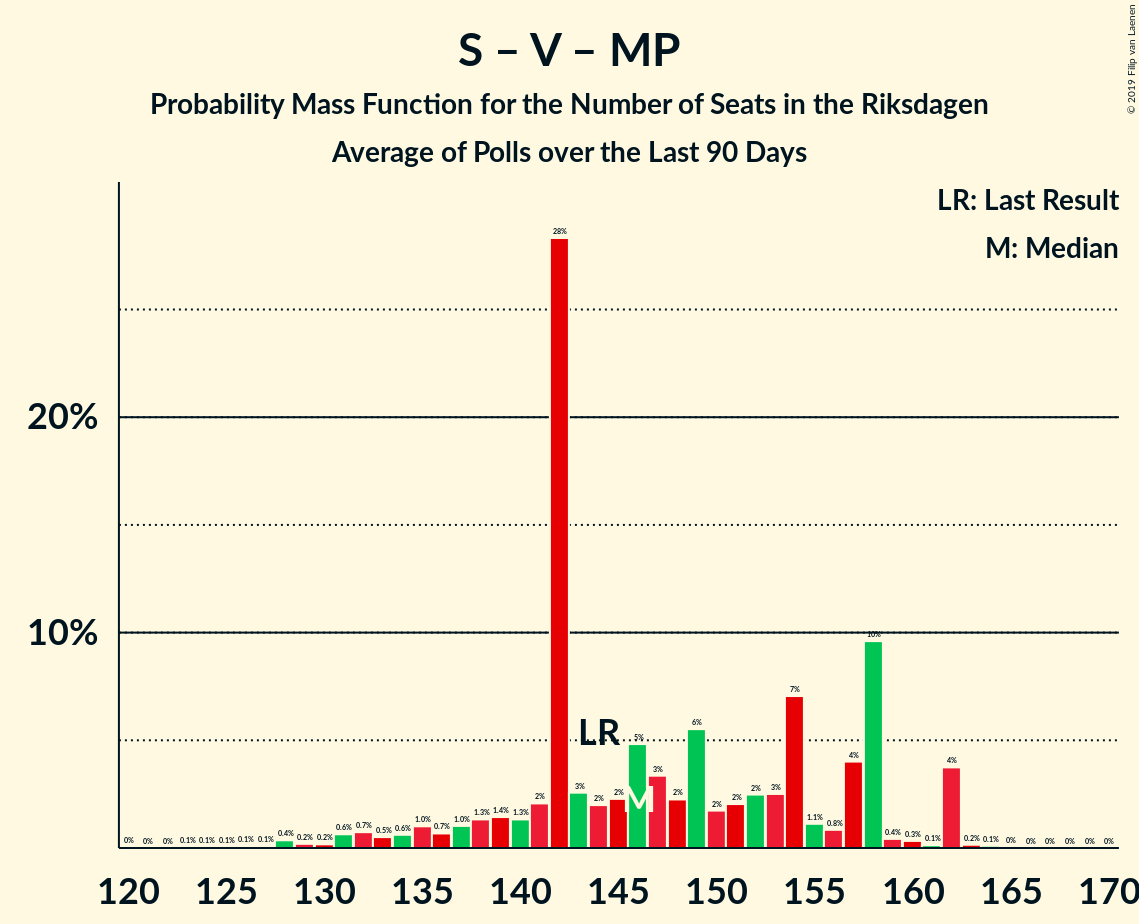 S – V – MP
Probability Mass Function for the Number of Seats in the Riksdagen
Average of Polls over the Last 90 Days
© 2019 Filip van Laenen
LR: Last Result
M: Median
20%
10%
0% 0% 0% 0.1% 0.1% 0.1% 0.1% 0.1% 0.4% 0.2% 0.2% 0.6% 0.7% 0.5% 0.6% 1.0% 0.7% 1.0% 1.3% 1.4% 1.3% 2% 28% 3% 2% 2% 5% 3% 2% 6% 2% 2% 2% 3% 7% 1.1% 0.8% 4% 10% 0.4% 0.3% 0.1% 4% 0.2% 0.1% 0% 0% 0% 0% 0% 0%
LR
M
120 125 130 135 140 145 150 155 160 165 170